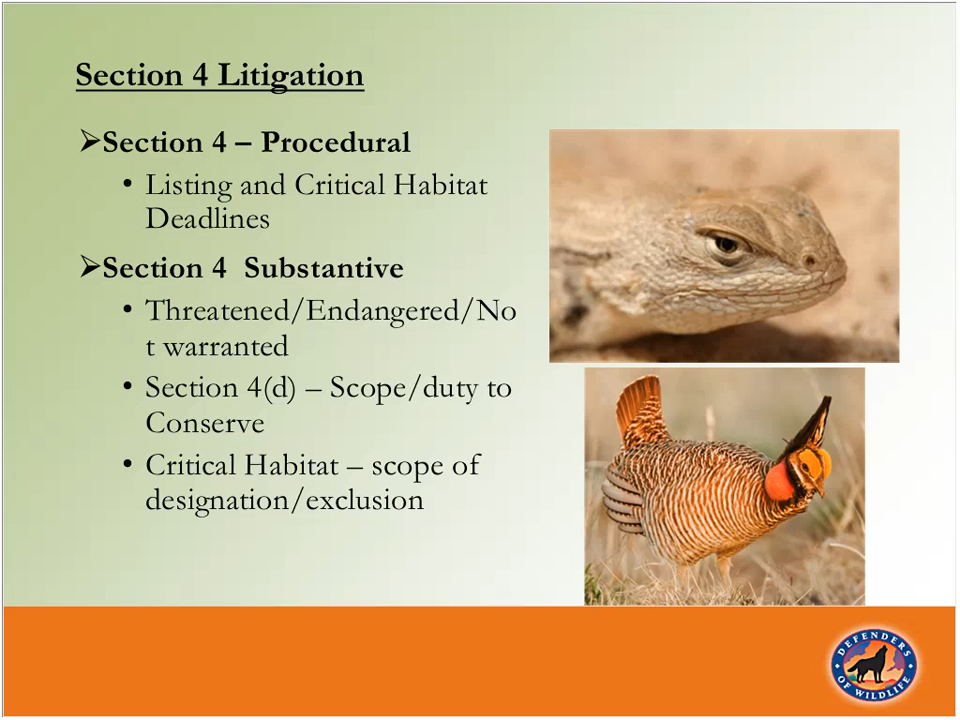 Section 4 Litigation
➢Section 4 – Procedural
• Listing and Critical Habitat
Deadlines
➢Section 4  Substantive
• Threatened/Endangered/No
t warranted
• Section 4(d) – Scope/duty to
Conserve
• Critical Habitat – scope of
designation/exclusion
DEFENDERS
OF WILDLIFE